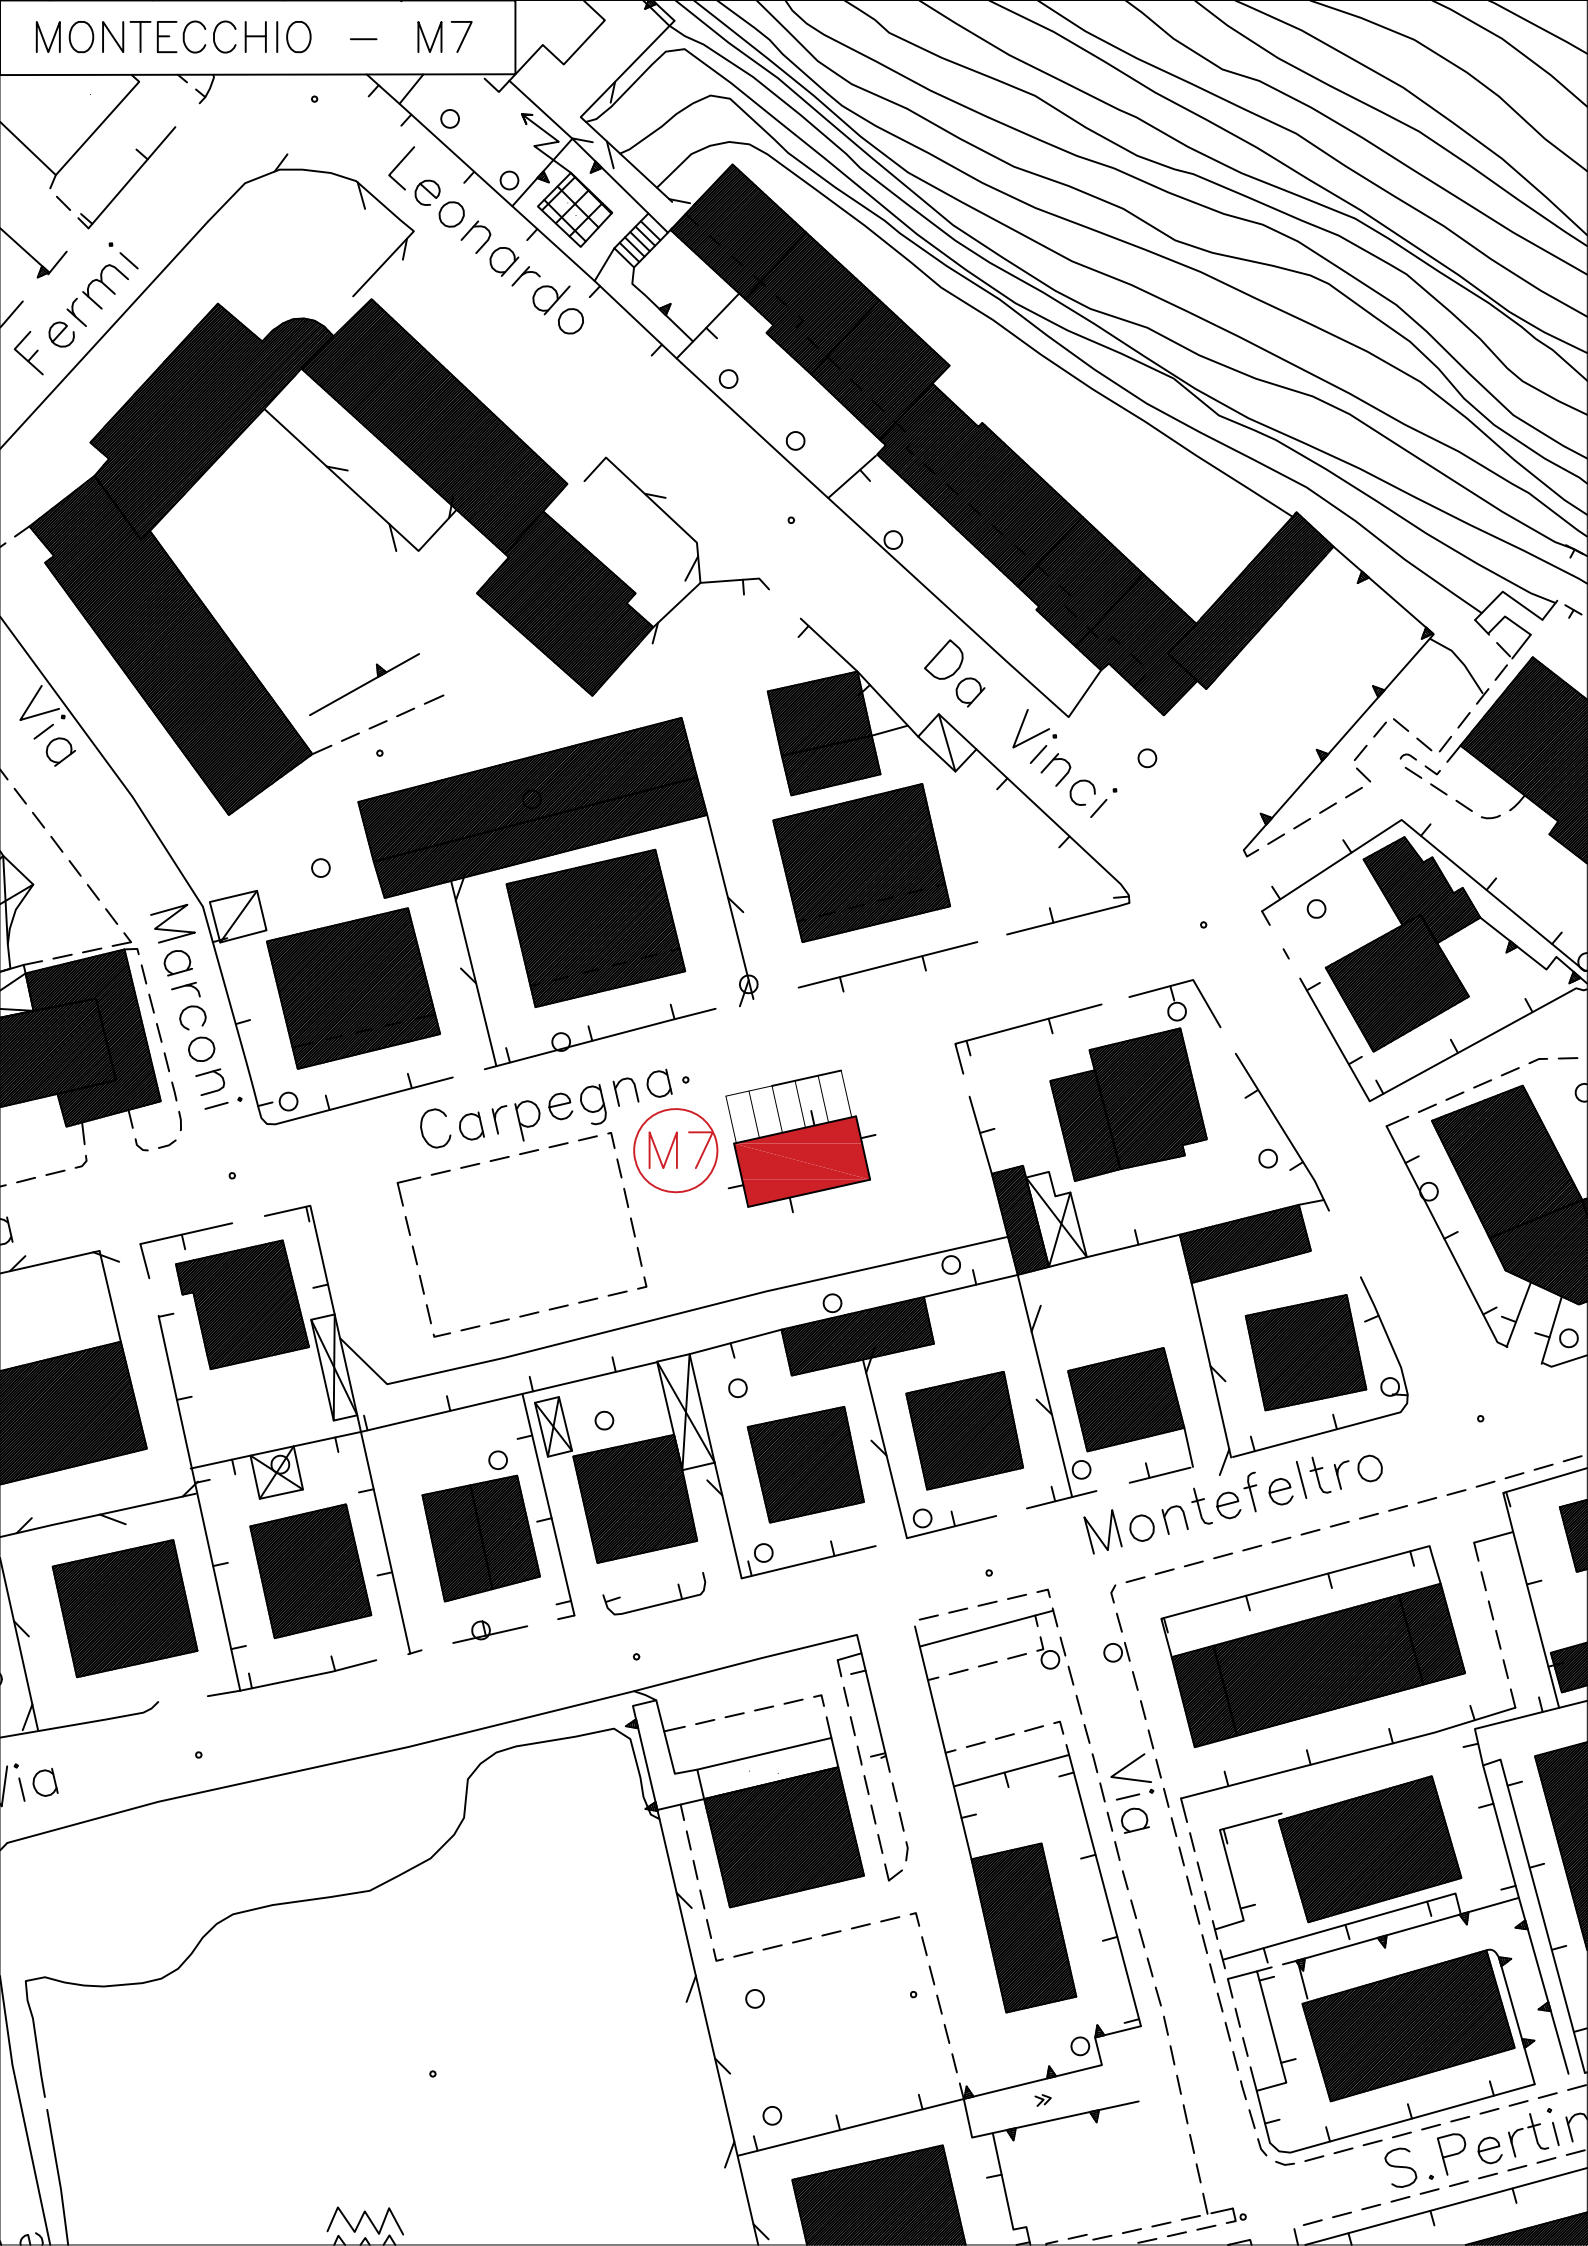 MONTECCHIO - M7
Leonardo
Fermi
Da Vinci
Via
Marconi
Carpegna
M7
Montefeltro
Via
Via
S.Pertin